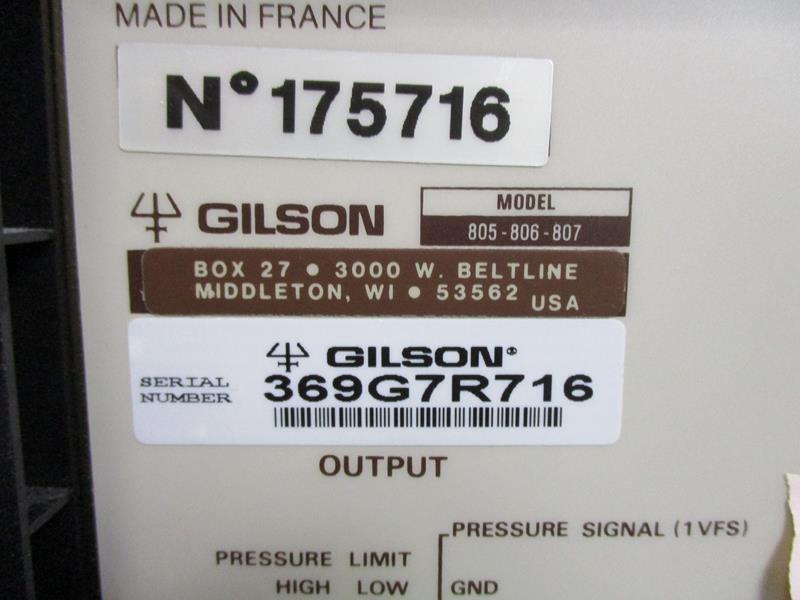 MADE IN FRANCE
N° 175716
GILSON
MODEL
805-806-807
BOX 27 • 3000 W. BELTLINE
MIDDLETON, WI • 53562 USA
GILSON®
SERIAL NUMBER
369G7R716
OUTPUT
PRESSURE SIGNAL (1VFS)
PRESSURE LIMIT
HIGH LOW
GND